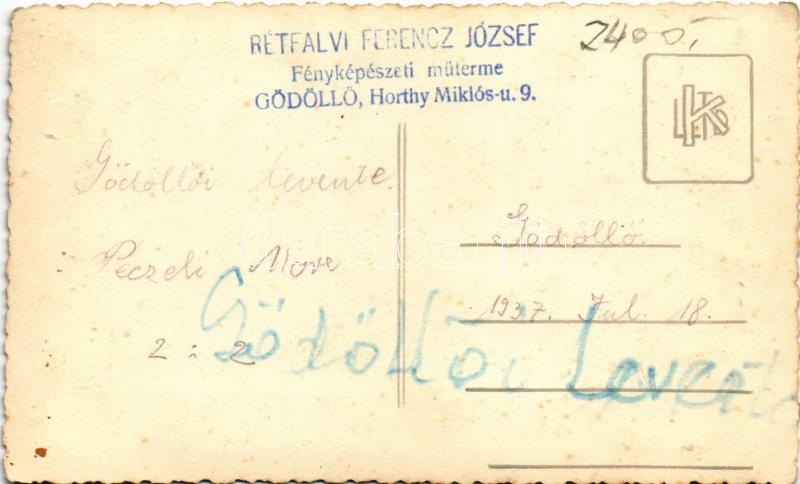 RÉTFALVI FERENCZ JÓZSEF
Fényképészeti műterme
GÖDÖLLŐ, Horthy Miklós-u. 9.
2400,
Gödöllői levente.
Péczeli Move
2 : 2
Gödöllő.
1937. Jul. 18.
Gödöllői Levente